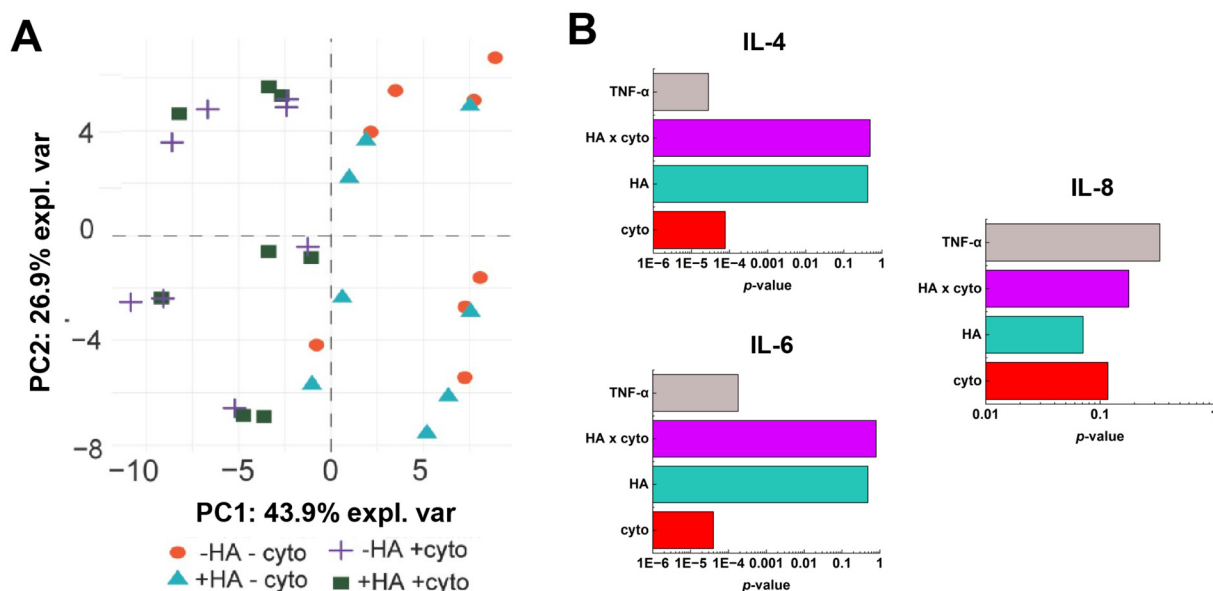 A
PC2: 26.9% expl. var
4
0
−4
−8
−10
−5
0
5
PC1: 43.9% expl. var
-HA - cyto
-HA +cyto
+HA - cyto
+HA +cyto
B
IL-4
TNF-α
HA x cyto
HA
cyto
1E-6 1E-5 1E-4 0.001 0.01 0.1 1
p-value
IL-6
TNF-α
HA x cyto
HA
cyto
1E-6 1E-5 1E-4 0.001 0.01 0.1 1
p-value
IL-8
TNF-α
HA x cyto
HA
cyto
0.01 0.1 1
p-value